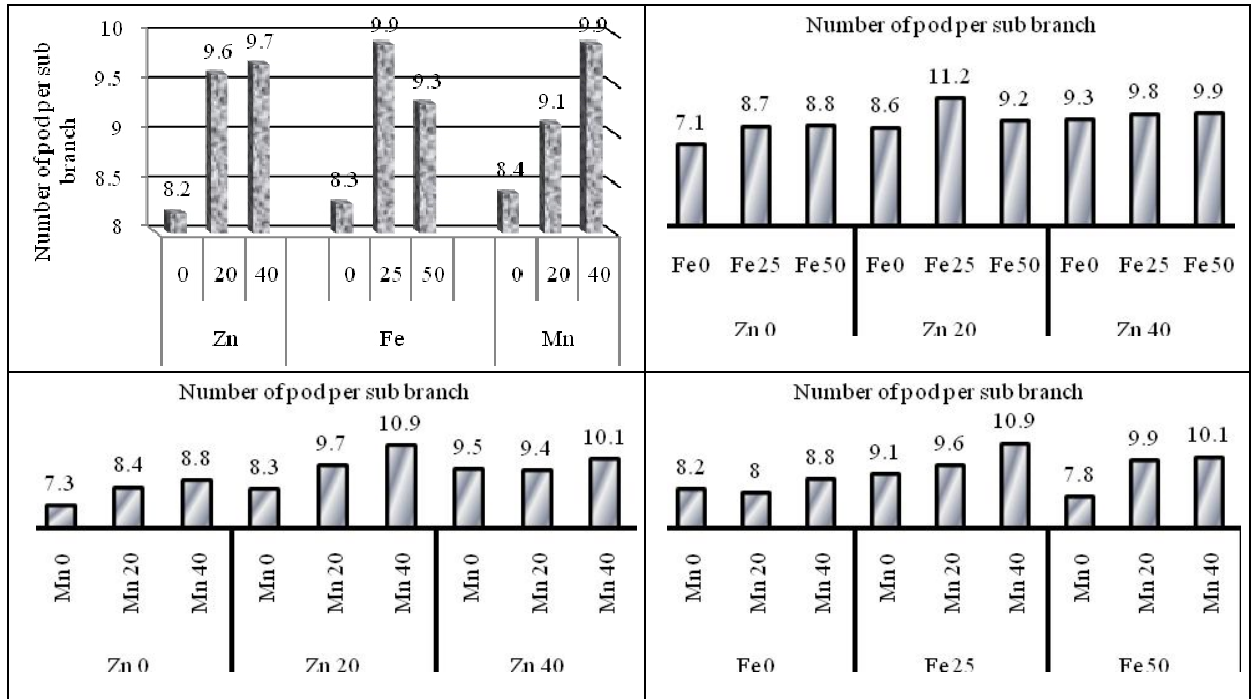 10
9.5
9
8.5
8
Number of pod per sub
branch
8.2 9.6 9.7 8.3 9.9 9.3 8.4 9.1 9.9
0 20 40 0 25 50 0 20 40
Zn Fe Mn
Number of pod per sub branch
7.1 8.7 8.8 8.6 11.2 9.2 9.3 9.8 9.9
Fe0 Fe25 Fe50 Fe0 Fe25 Fe50 Fe0 Fe25 Fe50
Zn 0 Zn 20 Zn 40
Number of pod per sub branch
7.3 8.4 8.8 8.3 9.7 10.9 9.5 9.4 10.1
Mn 0 Mn 20 Mn 40 Mn 0 Mn 20 Mn 40 Mn 0 Mn 20 Mn 40
Zn 0 Zn 20 Zn 40
Number of pod per sub branch
8.2 8 8.8 9.1 9.6 10.9 7.8 9.9 10.1
Mn 0 Mn 20 Mn 40 Mn 0 Mn 20 Mn 40 Mn 0 Mn 20 Mn 40
Fe0 Fe25 Fe50